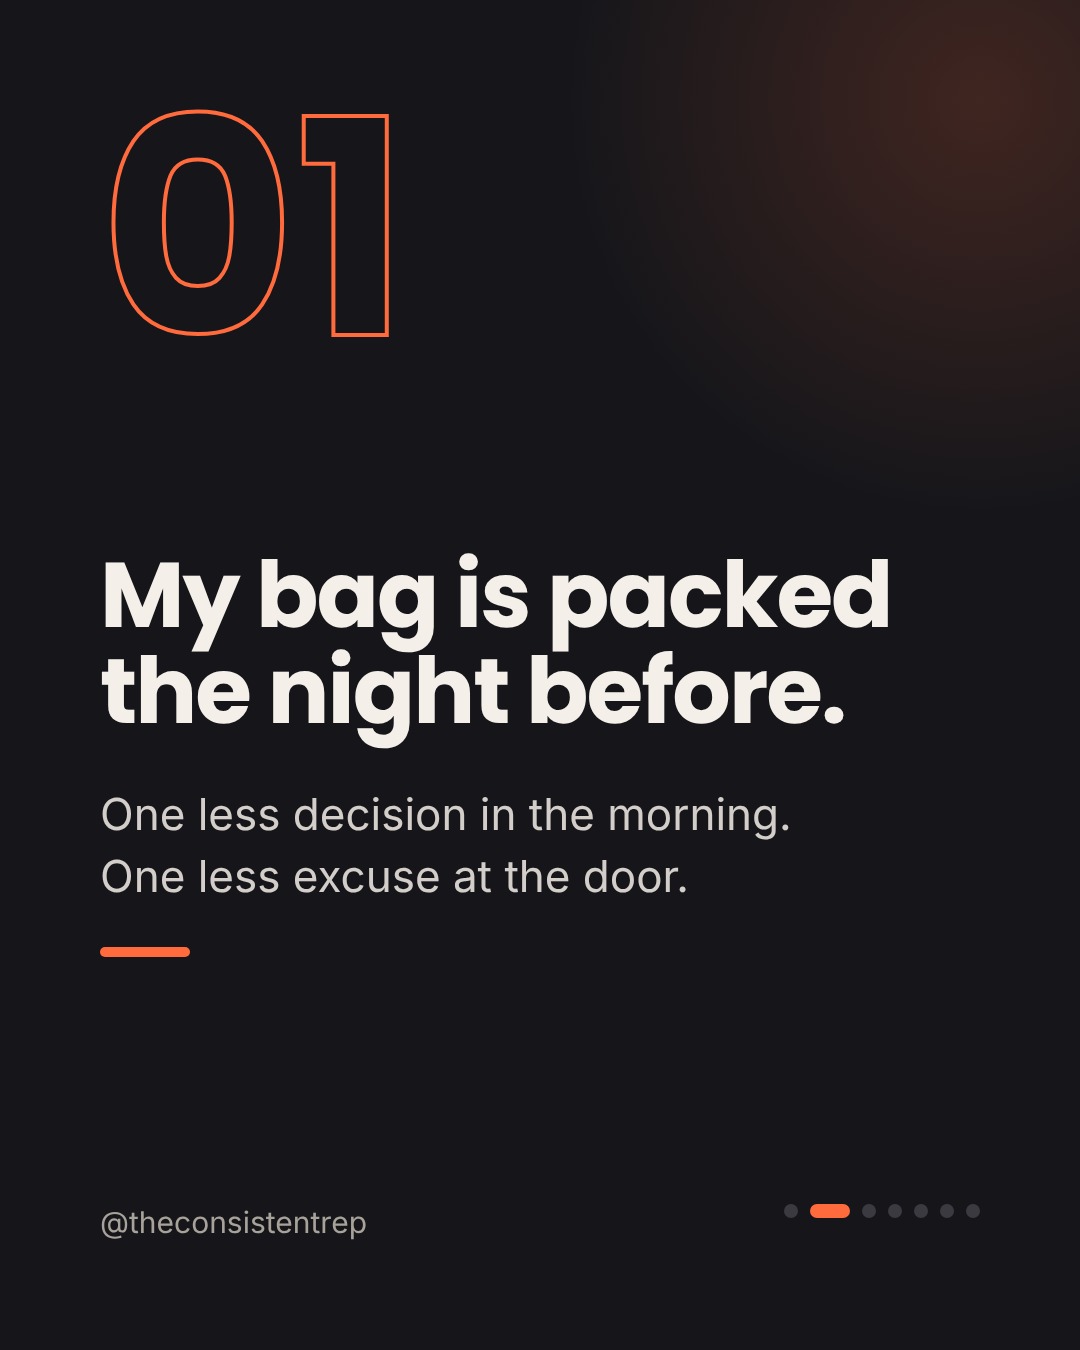 01
My bag is packed
the night before.
One less decision in the morning.
One less excuse at the door.
@theconsistentrep